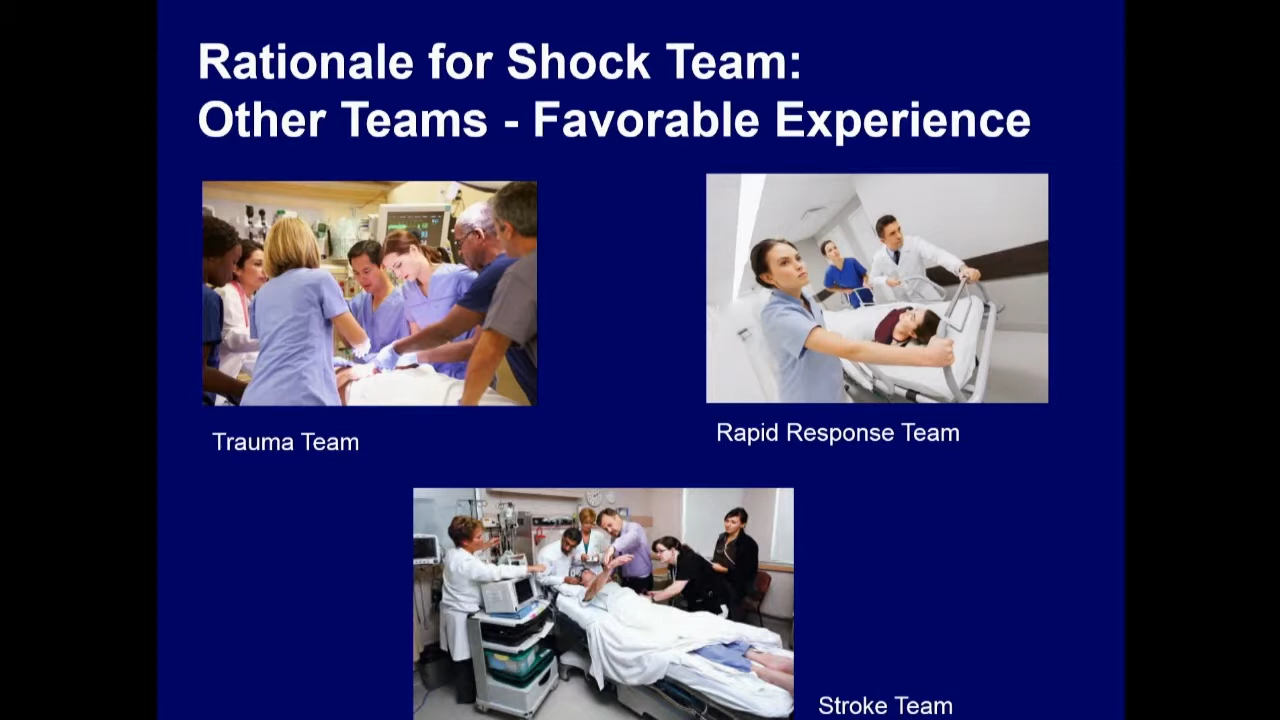 Rationale for Shock Team:
Other Teams - Favorable Experience
Trauma Team
Rapid Response Team
Stroke Team